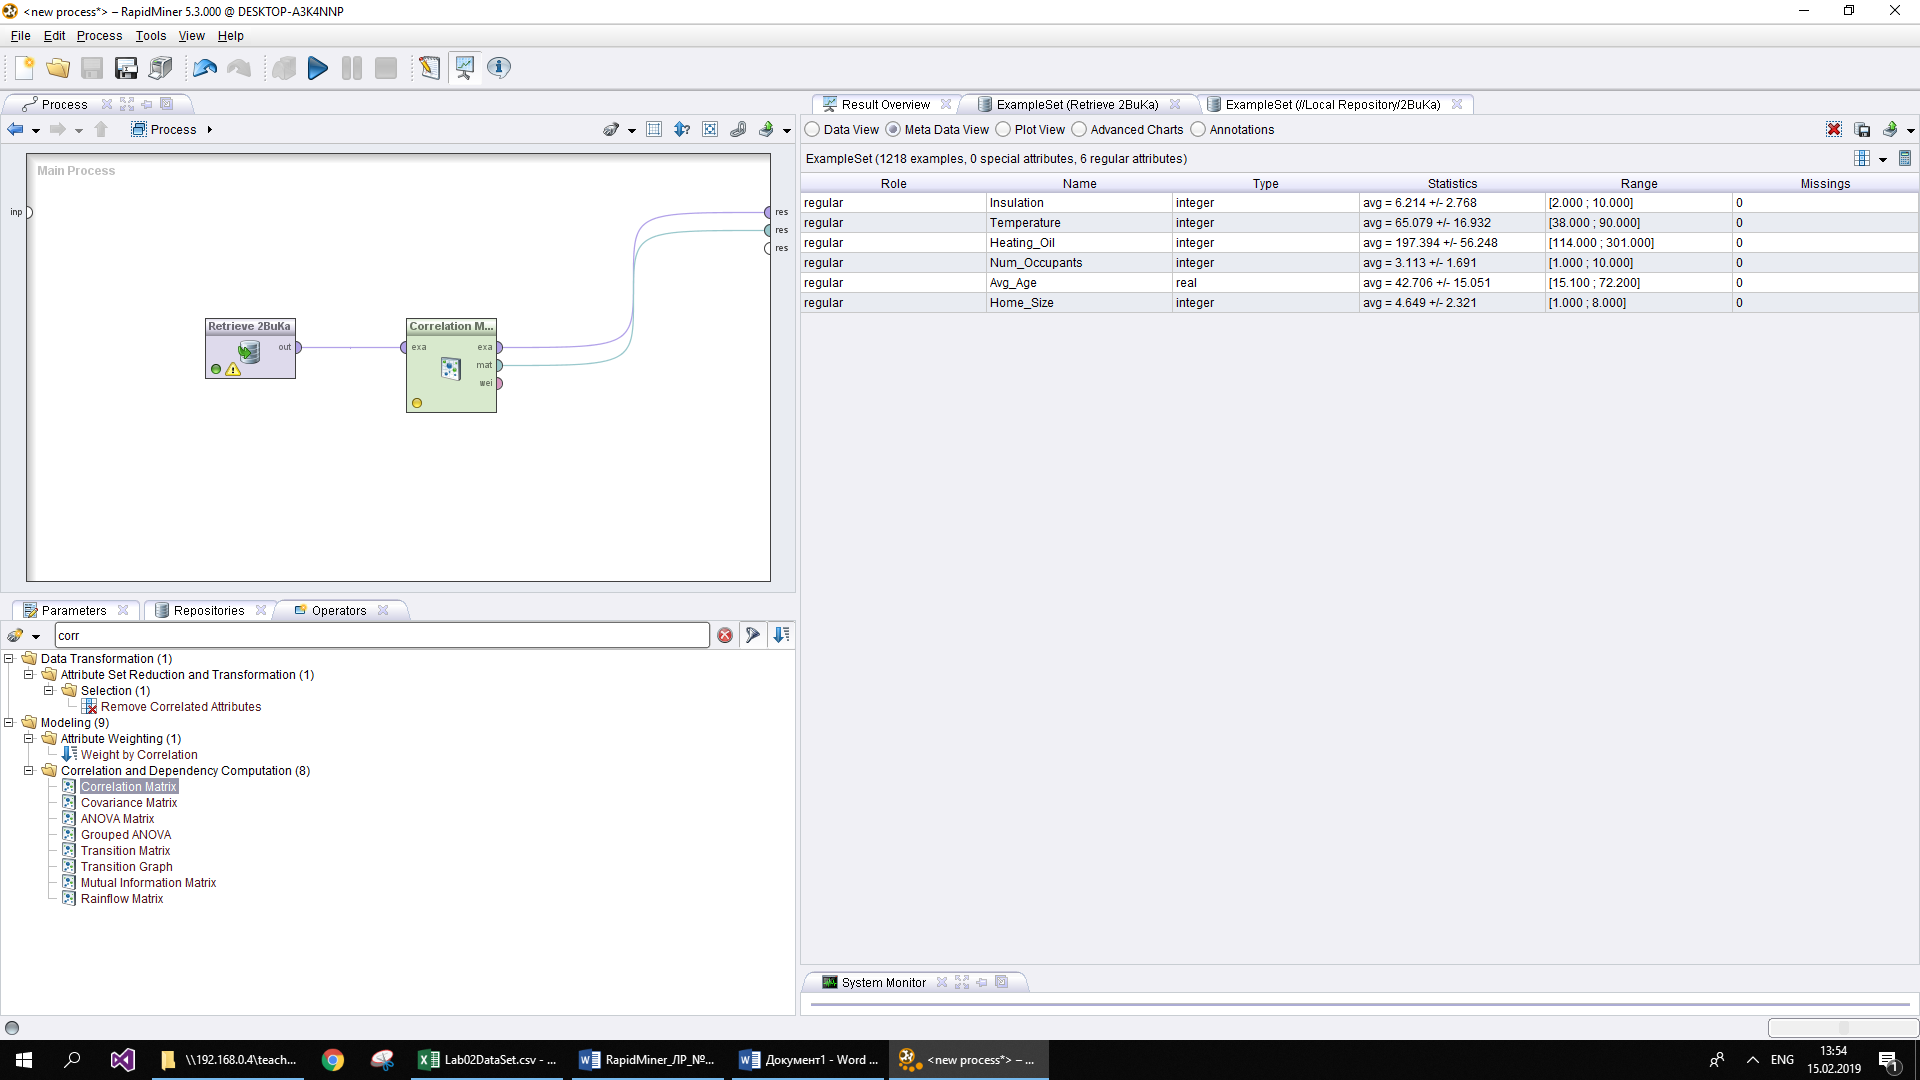 <new process*> – RapidMiner 5.3.000 @ DESKTOP-A3K4NNP
File Edit Process Tools View Help
Process
Process
Main Process
inp
res
res
res
Retrieve 2BuKa
out
Correlation M...
exa exa
mat
wei
Parameters Repositories Operators
corr
Data Transformation (1)
Attribute Set Reduction and Transformation (1)
Selection (1)
Remove Correlated Attributes
Modeling (9)
Attribute Weighting (1)
Weight by Correlation
Correlation and Dependency Computation (8)
Correlation Matrix
Covariance Matrix
ANOVA Matrix
Grouped ANOVA
Transition Matrix
Transition Graph
Mutual Information Matrix
Rainflow Matrix
Result Overview ExampleSet (Retrieve 2BuKa) ExampleSet (//Local Repository/2BuKa)
Data View Meta Data View Plot View Advanced Charts Annotations
ExampleSet (1218 examples, 0 special attributes, 6 regular attributes)
Role Name Type Statistics Range Missings
regular Insulation integer avg = 6.214 +/- 2.768 [2.000 ; 10.000] 0
regular Temperature integer avg = 65.079 +/- 16.932 [38.000 ; 90.000] 0
regular Heating_Oil integer avg = 197.394 +/- 56.248 [114.000 ; 301.000] 0
regular Num_Occupants integer avg = 3.113 +/- 1.691 [1.000 ; 10.000] 0
regular Avg_Age real avg = 42.706 +/- 15.051 [15.100 ; 72.200] 0
regular Home_Size integer avg = 4.649 +/- 2.321 [1.000 ; 8.000] 0
System Monitor
\\192.168.0.4\teach... Lab02DataSet.csv - ... RapidMiner_ЛР_№... Документ1 - Word ... <new process*> – ...
ENG
13:54
15.02.2019
1